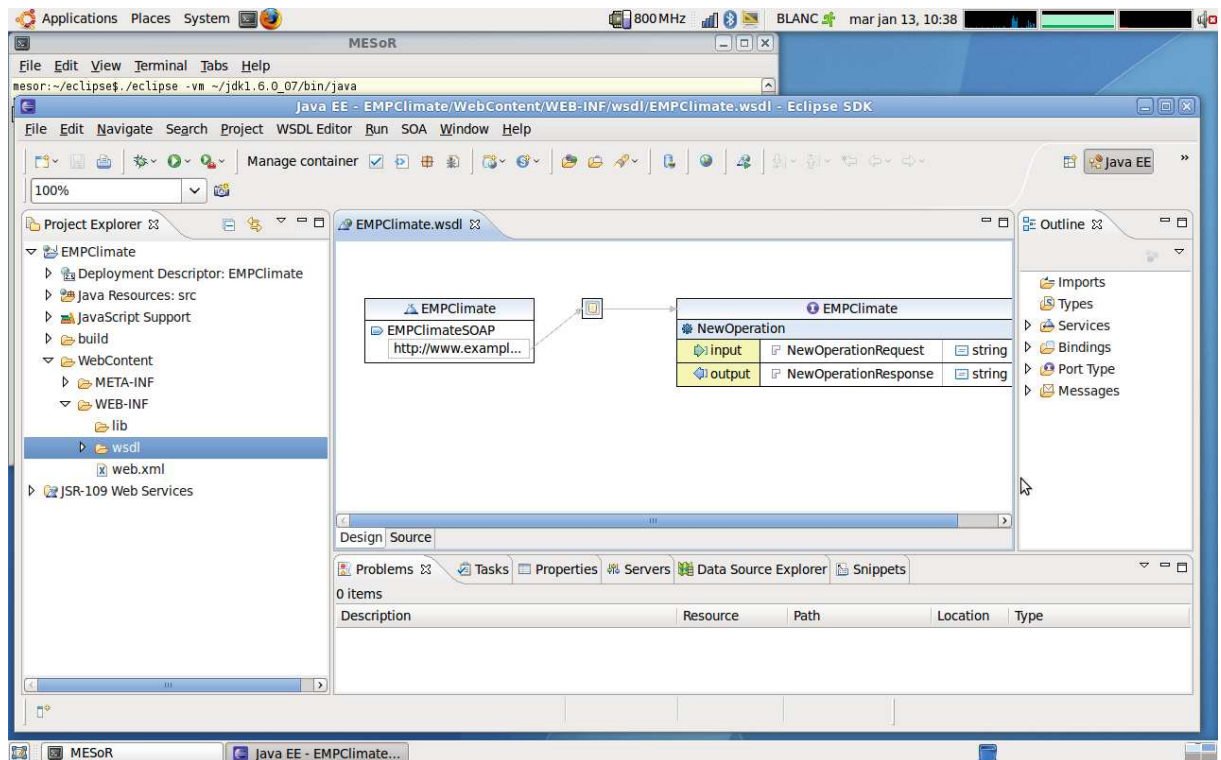 Applications Places System 800 MHz BLANC mar jan 13, 10:38
MESoR
File Edit View Terminal Tabs Help
mesor:~/eclipse$./eclipse -vm ~/jdk1.6.0_07/bin/java
Java EE - EMPClimate/WebContent/WEB-INF/wsdl/EMPClimate.wsdl - Eclipse SDK
File Edit Navigate Search Project WSDL Editor Run SOA Window Help
Manage container Java EE »
100%
Project Explorer
EMPClimate
Deployment Descriptor: EMPClimate
Java Resources: src
JavaScript Support
build
WebContent
META-INF
WEB-INF
lib
wsdl
web.xml
JSR-109 Web Services
EMPClimate.wsdl
EMPClimate
EMPClimateSOAP
http://www.exampl...
EMPClimate
NewOperation
input NewOperationRequest string
output NewOperationResponse string
Design Source
Outline
Imports
Types
Services
Bindings
Port Type
Messages
Problems Tasks Properties Servers Data Source Explorer Snippets
0 items
Description Resource Path Location Type
MESoR Java EE - EMPClimate...